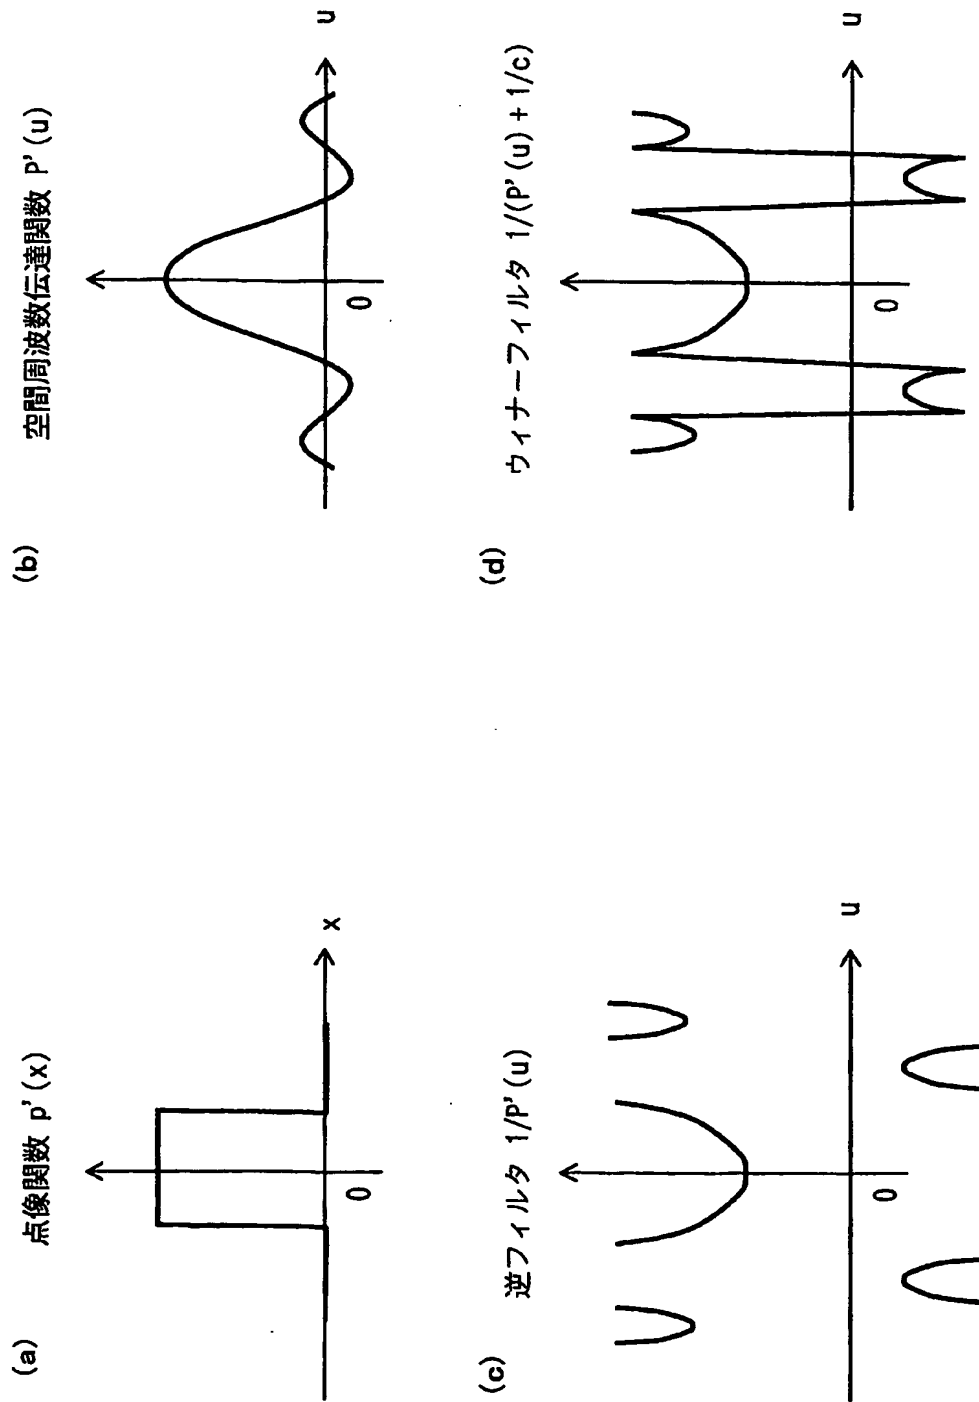 (a)
点像関数 p'(x)
x
0
(b)
空間周波数伝達関数 P'(u)
u
0
(c)
逆フィルタ 1/P'(u)
u
0
(d)
ウィナーフィルタ 1/(P'(u)+1/c)
u
0